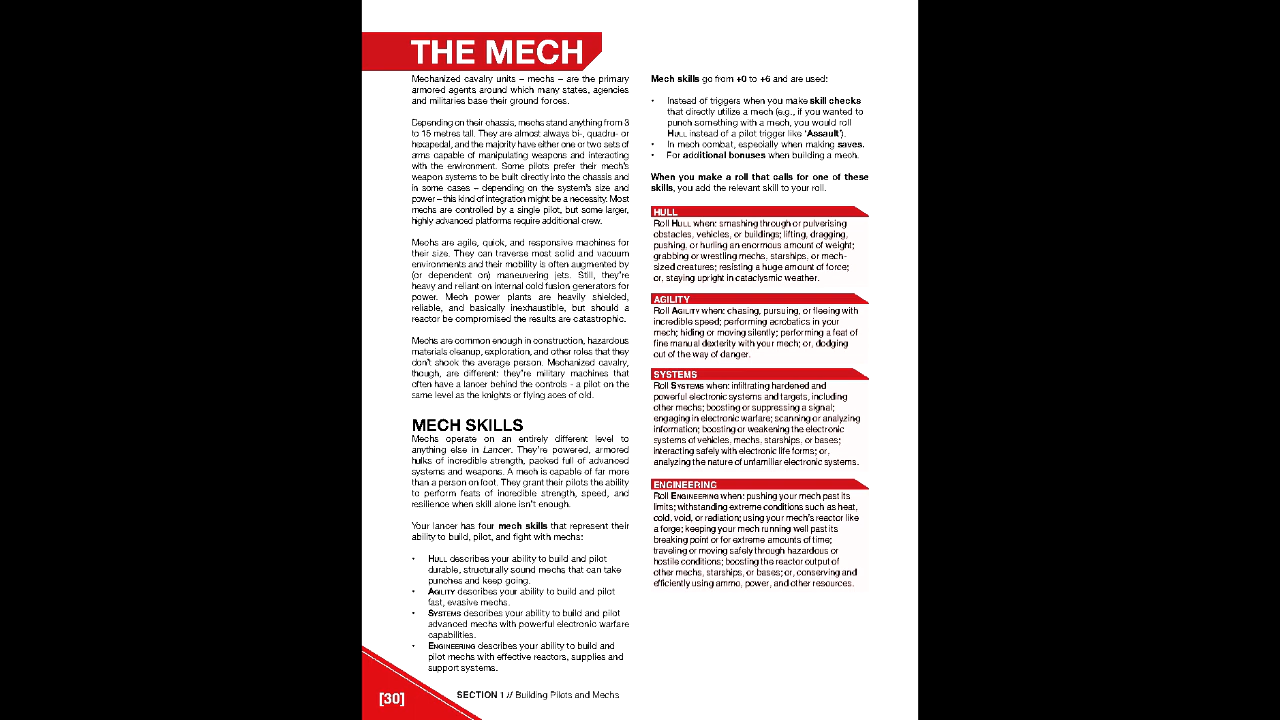 THE MECH
Mechanized cavalry units – mechs – are the primary
armored agents around which many states, agencies
and militaries base their ground forces.
Depending on their chassis, mechs stand anything from 3
to 15 metres tall. They are almost always bi-, quadru- or
hexapedal, and the majority have either one or two sets of
arms capable of manipulating weapons and interacting
with the environment. Some pilots prefer their mech's
weapon systems to be built directly into the chassis and
in some cases – depending on the system's size and
power – this kind of integration might be a necessity. Most
mechs are controlled by a single pilot, but some larger,
highly advanced platforms require additional crew.
Mechs are agile, quick, and responsive machines for
their size. They can traverse most solid and vacuum
environments and their mobility is often augmented by
(or dependent on) maneuvering jets. Still, they're
heavy and reliant on internal cold fusion generators for
power. Mech power plants are heavily shielded,
reliable, and basically inexhaustible, but should a
reactor be compromised the results are catastrophic.
Mechs are common enough in construction, hazardous
materials cleanup, exploration, and other roles that they
don't shock the average person. Mechanized cavalry,
though, are different: they're military machines that
often have a lancer behind the controls - a pilot on the
same level as the knights or flying aces of old.
MECH SKILLS
Mechs operate on an entirely different level to
anything else in Lancer. They're powered, armored
hulks of incredible strength, packed full of advanced
systems and weapons. A mech is capable of far more
than a person on foot. They grant their pilots the ability
to perform feats of incredible strength, speed, and
resilience when skill alone isn't enough.
Your lancer has four mech skills that represent their
ability to build, pilot, and fight with mechs:
• HULL describes your ability to build and pilot
durable, structurally sound mechs that can take
punches and keep going.
• AGILITY describes your ability to build and pilot
fast, evasive mechs.
• SYSTEMS describes your ability to build and pilot
advanced mechs with powerful electronic warfare
capabilities.
• ENGINEERING describes your ability to build and
pilot mechs with effective reactors, supplies and
support systems.
Mech skills go from +0 to +6 and are used:
• Instead of triggers when you make skill checks
that directly utilize a mech (e.g., if you wanted to
punch something with a mech, you would roll
HULL instead of a pilot trigger like 'Assault').
• In mech combat, especially when making saves.
• For additional bonuses when building a mech.
When you make a roll that calls for one of these
skills, you add the relevant skill to your roll.
HULL
Roll HULL when: smashing through or pulverising
obstacles, vehicles, or buildings; lifting, dragging,
pushing, or hurling an enormous amount of weight;
grabbing or wrestling mechs, starships, or mech-
sized creatures; resisting a huge amount of force;
or, staying upright in cataclysmic weather.
AGILITY
Roll AGILITY when: chasing, pursuing, or fleeing with
incredible speed; performing acrobatics in your
mech; hiding or moving silently; performing a feat of
fine manual dexterity with your mech; or, dodging
out of the way of danger.
SYSTEMS
Roll SYSTEMS when: infiltrating hardened and
powerful electronic systems and targets, including
other mechs; boosting or suppressing a signal;
engaging in electronic warfare; scanning or analyzing
information; boosting or weakening the electronic
systems of vehicles, mechs, starships, or bases;
interacting safely with electronic life forms; or,
analyzing the nature of unfamiliar electronic systems.
ENGINEERING
Roll ENGINEERING when: pushing your mech past its
limits; withstanding extreme conditions such as heat,
cold, void, or radiation; using your mech's reactor like
a forge; keeping your mech running well past its
breaking point or for extreme amounts of time;
traveling or moving safely through hazardous or
hostile conditions; boosting the reactor output of
other mechs, starships, or bases; or, conserving and
efficiently using ammo, power, and other resources.
[30]
SECTION 1 // Building Pilots and Mechs